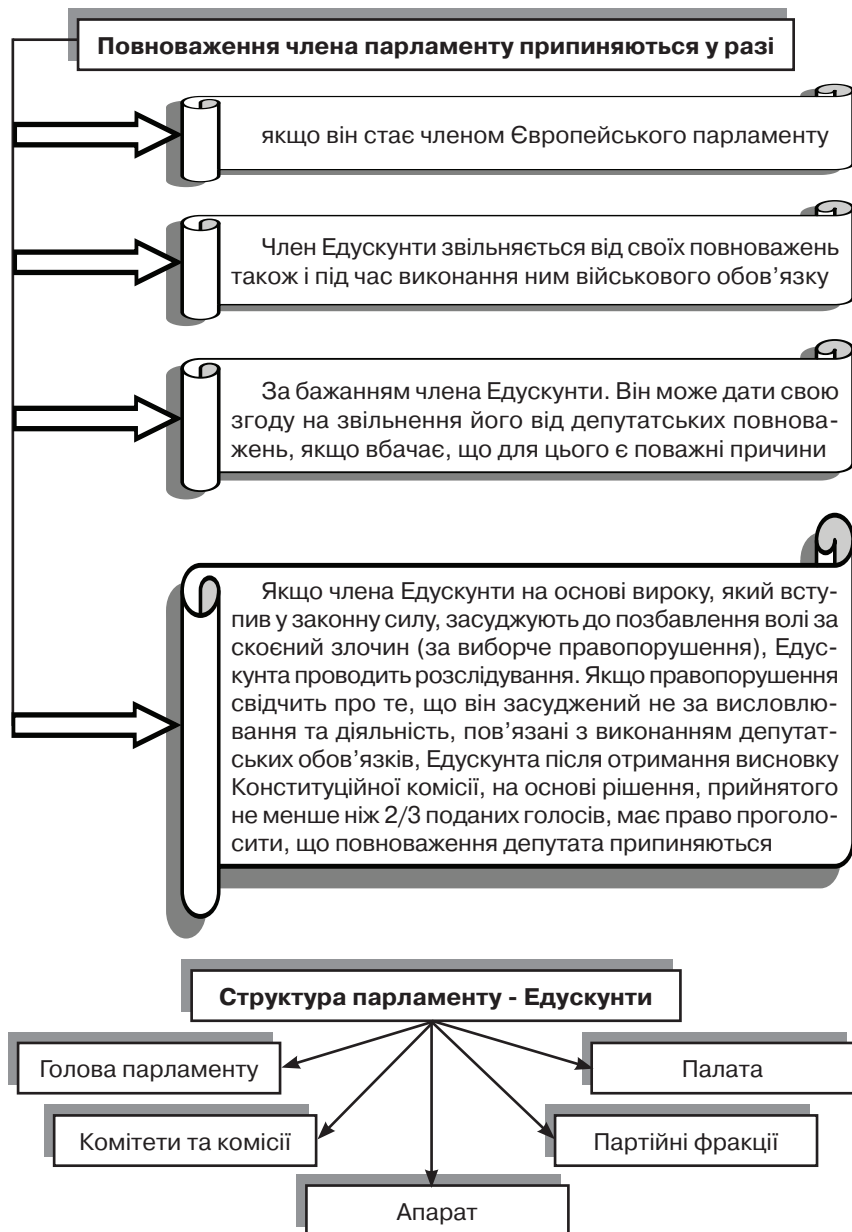 Повноваження члена парламенту припиняються у разі
якщо він стає членом Європейського парламенту
Член Едускунти звільняється від своїх повноважень
також і під час виконання ним військового обов’язку
За бажанням члена Едускунти. Він може дати свою
згоду на звільнення його від депутатських повнова-
жень, якщо вбачає, що для цього є поважні причини
Якщо члена Едускунти на основі вироку, який всту-
пив у законну силу, засуджують до позбавлення волі за
скоєний злочин (за виборче правопорушення), Едус-
кунта проводить розслідування. Якщо правопорушення
свідчить про те, що він засуджений не за висловлю-
вання та діяльність, пов’язані з виконанням депутат-
ських обов’язків, Едускунта після отримання висновку
Конституційної комісії, на основі рішення, прийнятого
не менше ніж 2/3 поданих голосів, має право проголо-
сити, що повноваження депутата припиняються
Структура парламенту - Едускунти
Голова парламенту
Палата
Комітети та комісії
Партійні фракції
Апарат